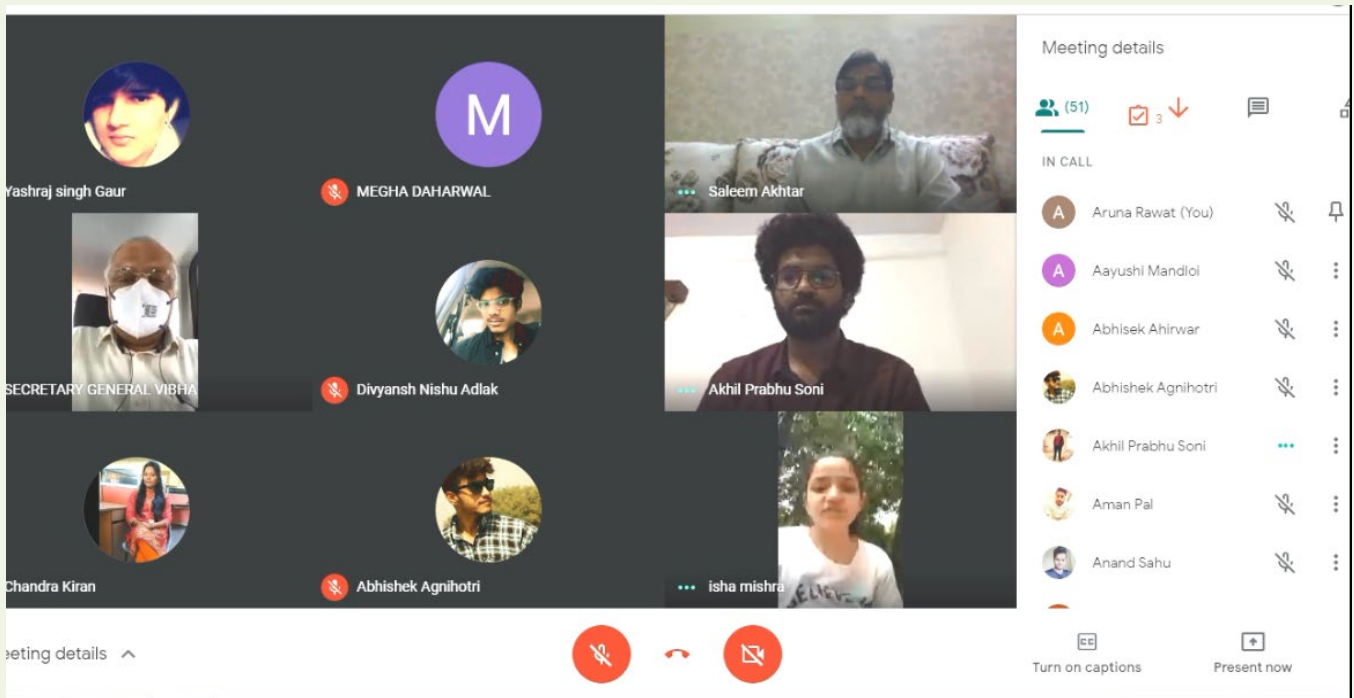 Meeting details
(51)
3
IN CALL
Yashraj singh Gaur
M
MEGHA DAHARWAL
Saleem Akhtar
SECRETARY GENERAL VIBHA
Divyansh Nishu Adlak
Akhil Prabhu Soni
Chandra Kiran
Abhishek Agnihotri
isha mishra
A
Aruna Rawat (You)
A
Aayushi Mandloi
A
Abhisek Ahirwar
Abhishek Agnihotri
Akhil Prabhu Soni
Aman Pal
Anand Sahu
eeting details
CC
Turn on captions
Present now